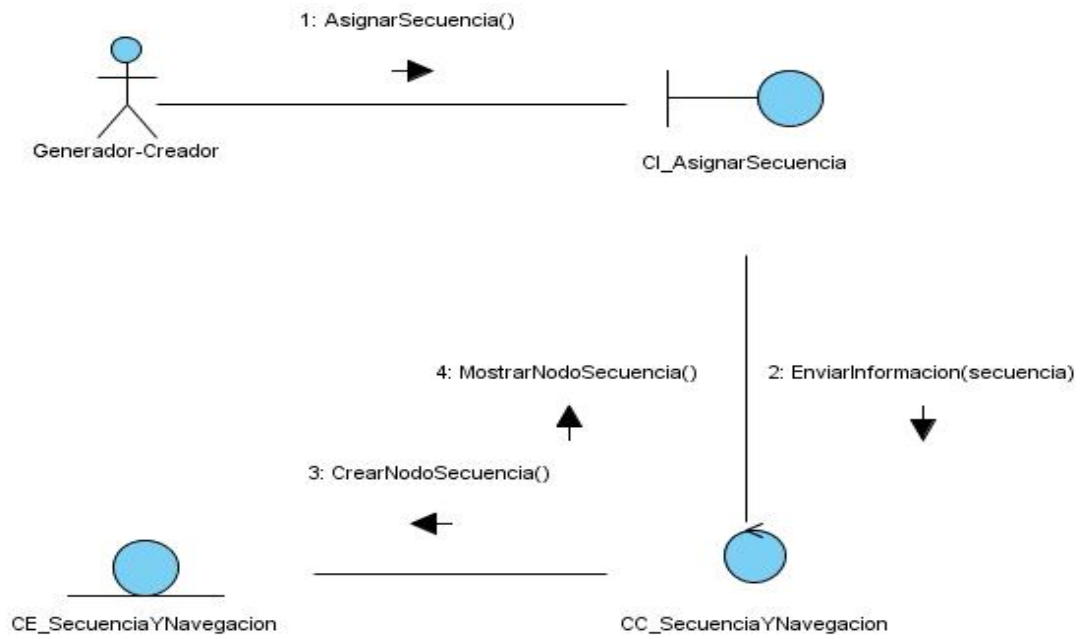 1: AsignarSecuencia()
Generador-Creador
CI_AsignarSecuencia
4: MostrarNodoSecuencia()
2: EnviarInformacion(secuencia)
3: CrearNodoSecuencia()
CE_SecuenciaYNavegacion
CC_SecuenciaYNavegacion